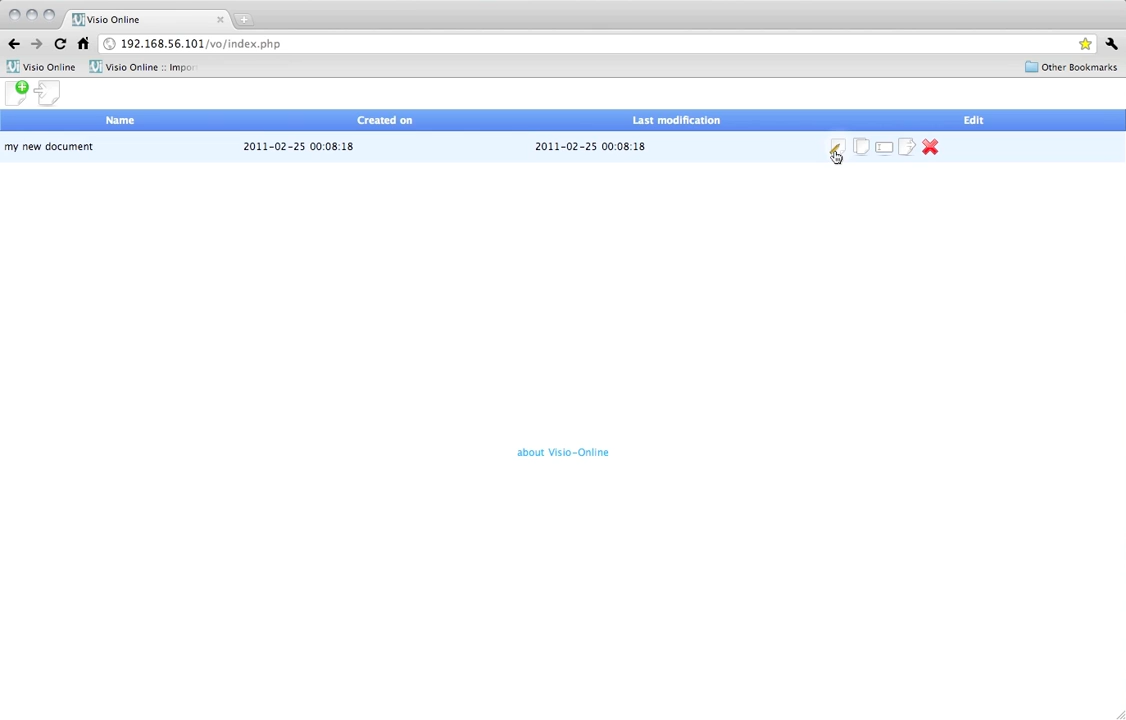 Visio Online
192.168.56.101/vo/index.php
Visio Online Visio Online :: Impor Other Bookmarks
Name Created on Last modification Edit
my new document 2011-02-25 00:08:18 2011-02-25 00:08:18
about Visio-Online